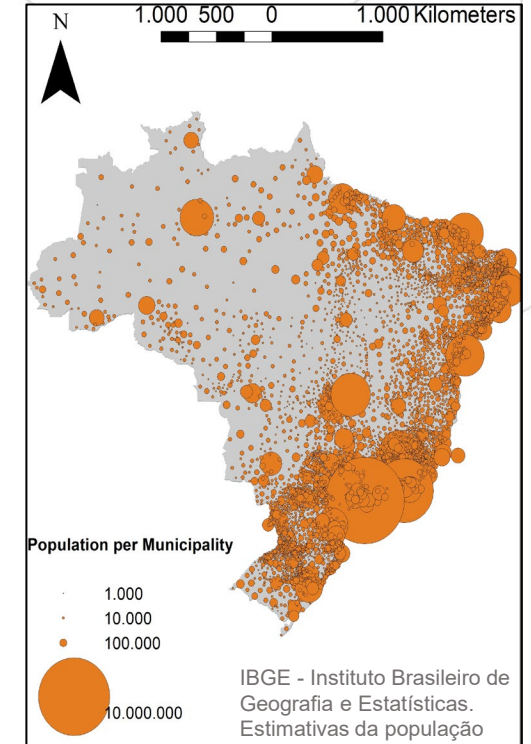 N
1.000 500 0 1.000 Kilometers
Population per Municipality
1.000
10.000
100.000
10.000.000
IBGE - Instituto Brasileiro de
Geografia e Estatísticas.
Estimativas da população